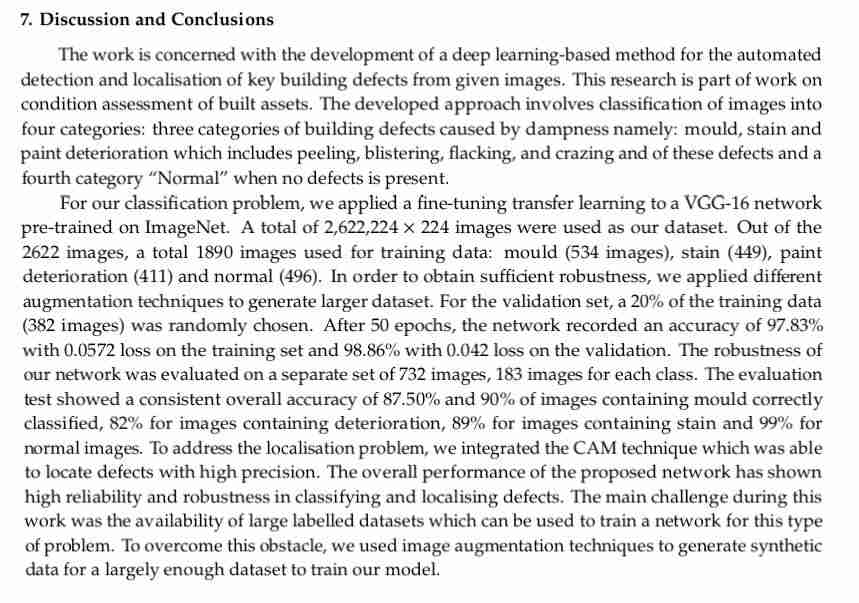 7. Discussion and Conclusions
The work is concerned with the development of a deep learning-based method for the automated
detection and localisation of key building defects from given images. This research is part of work on
condition assessment of built assets. The developed approach involves classification of images into
four categories: three categories of building defects caused by dampness namely: mould, stain and
paint deterioration which includes peeling, blistering, flacking, and crazing and of these defects and a
fourth category “Normal” when no defects is present.
For our classification problem, we applied a fine-tuning transfer learning to a VGG-16 network
pre-trained on ImageNet. A total of 2,622,224 × 224 images were used as our dataset. Out of the
2622 images, a total 1890 images used for training data: mould (534 images), stain (449), paint
deterioration (411) and normal (496). In order to obtain sufficient robustness, we applied different
augmentation techniques to generate larger dataset. For the validation set, a 20% of the training data
(382 images) was randomly chosen. After 50 epochs, the network recorded an accuracy of 97.83%
with 0.0572 loss on the training set and 98.86% with 0.042 loss on the validation. The robustness of
our network was evaluated on a separate set of 732 images, 183 images for each class. The evaluation
test showed a consistent overall accuracy of 87.50% and 90% of images containing mould correctly
classified, 82% for images containing deterioration, 89% for images containing stain and 99% for
normal images. To address the localisation problem, we integrated the CAM technique which was able
to locate defects with high precision. The overall performance of the proposed network has shown
high reliability and robustness in classifying and localising defects. The main challenge during this
work was the availability of large labelled datasets which can be used to train a network for this type
of problem. To overcome this obstacle, we used image augmentation techniques to generate synthetic
data for a largely enough dataset to train our model.